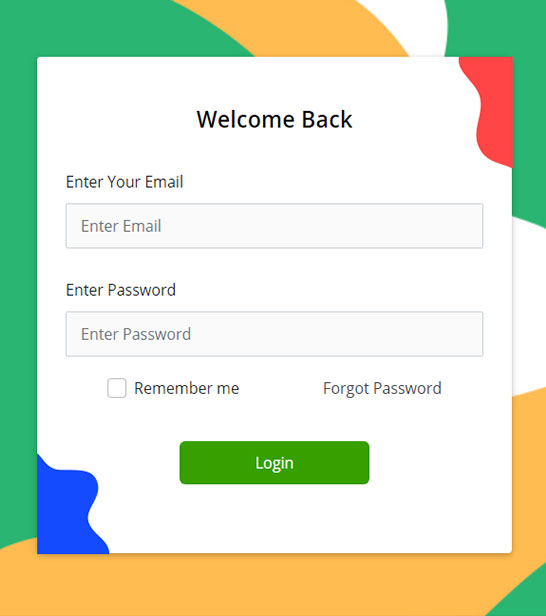 Welcome Back
Enter Your Email
Enter Email
Enter Password
Enter Password
Remember me Forgot Password
Login